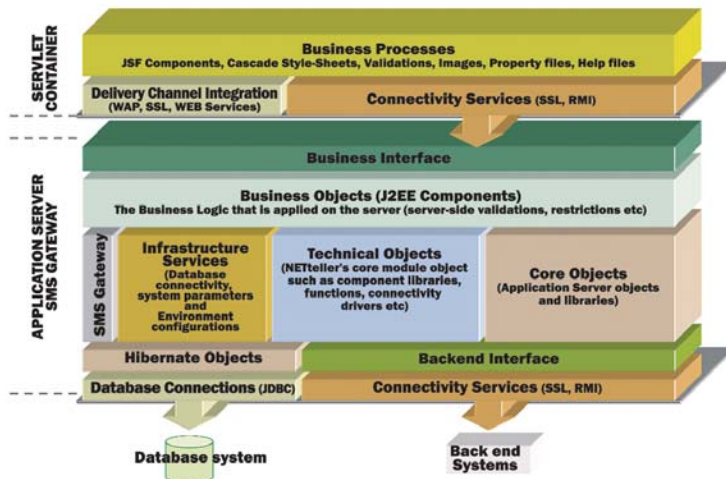 SERVLET
CONTAINER
Business Processes
JSF Components, Cascade Style-Sheets, Validations, Images, Property files, Help files
Delivery Channel Integration
(WAP, SSL, WEB Services)
Connectivity Services (SSL, RMI)
APPLICATION SERVER
SMS GATEWAY
Business Interface
Business Objects (J2EE Components)
The Business Logic that is applied on the server (server-side validations, restrictions etc)
SMS Gateway
Infrastructure
Services
(Database
connectivity,
system parameters
and
Environment
configurations
Technical Objects
(NETteller's core module object
such as component libraries,
functions, connectivity
drivers etc)
Core Objects
(Application Server objects
and libraries)
Hibernate Objects
Backend Interface
Database Connections (JDBC)
Connectivity Services (SSL, RMI)
Database system
Back end
Systems